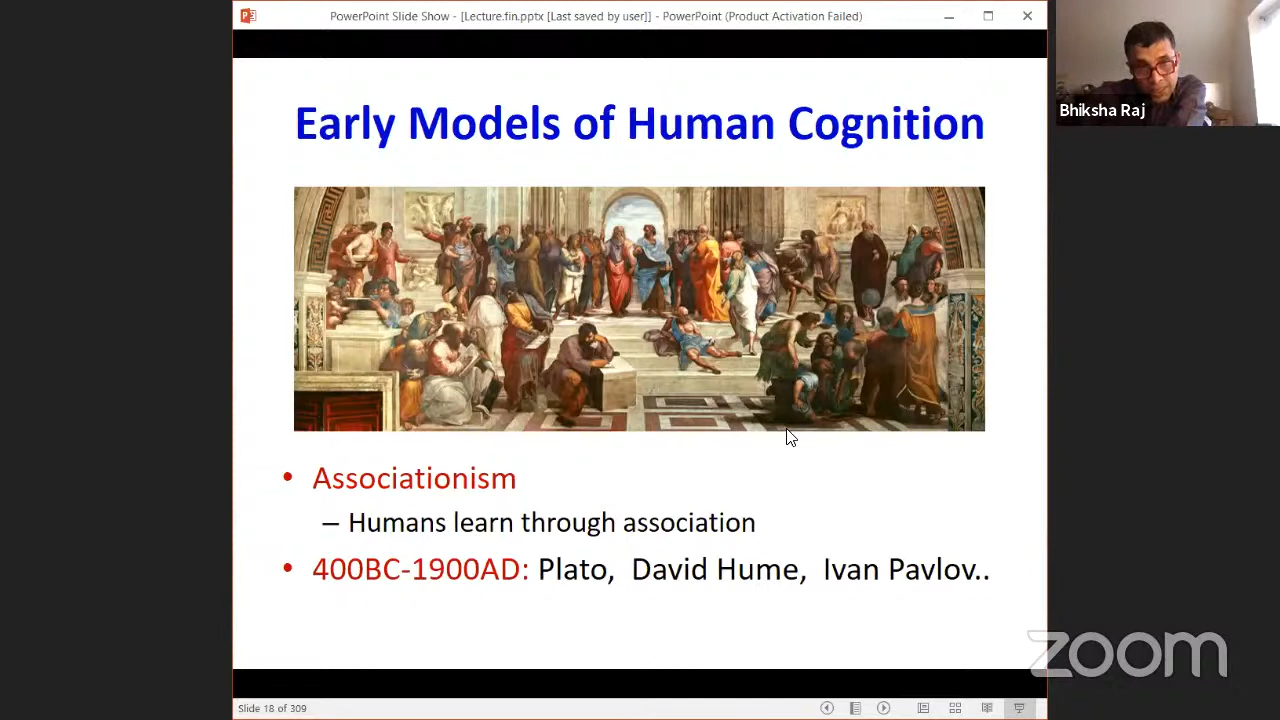 PowerPoint Slide Show - [Lecture.fin.pptx [Last saved by user]] - PowerPoint (Product Activation Failed)
Bhiksha Raj
Early Models of Human Cognition
• Associationism
– Humans learn through association
• 400BC-1900AD: Plato, David Hume, Ivan Pavlov..
zoom
Slide 18 of 309